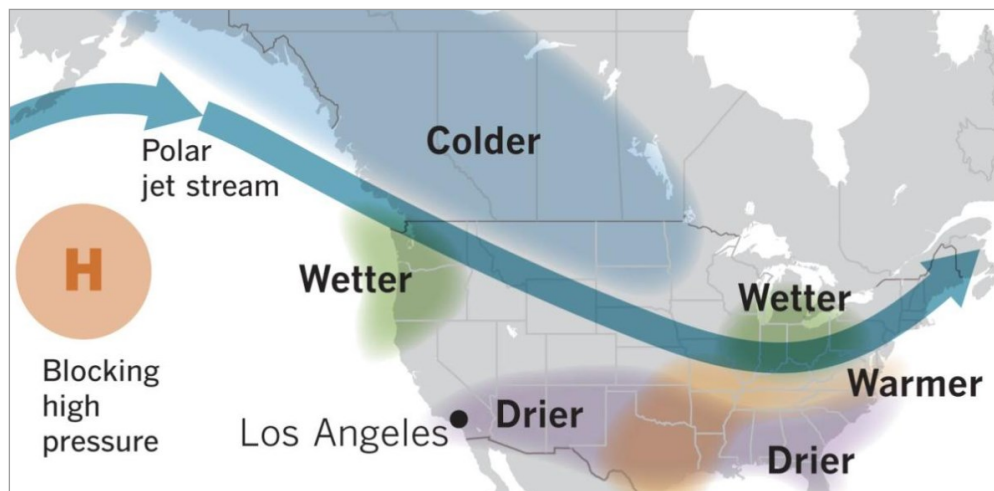 Colder
Polar
jet stream
H
Wetter
Wetter
Blocking
high
pressure
Warmer
Los Angeles
Drier
Drier